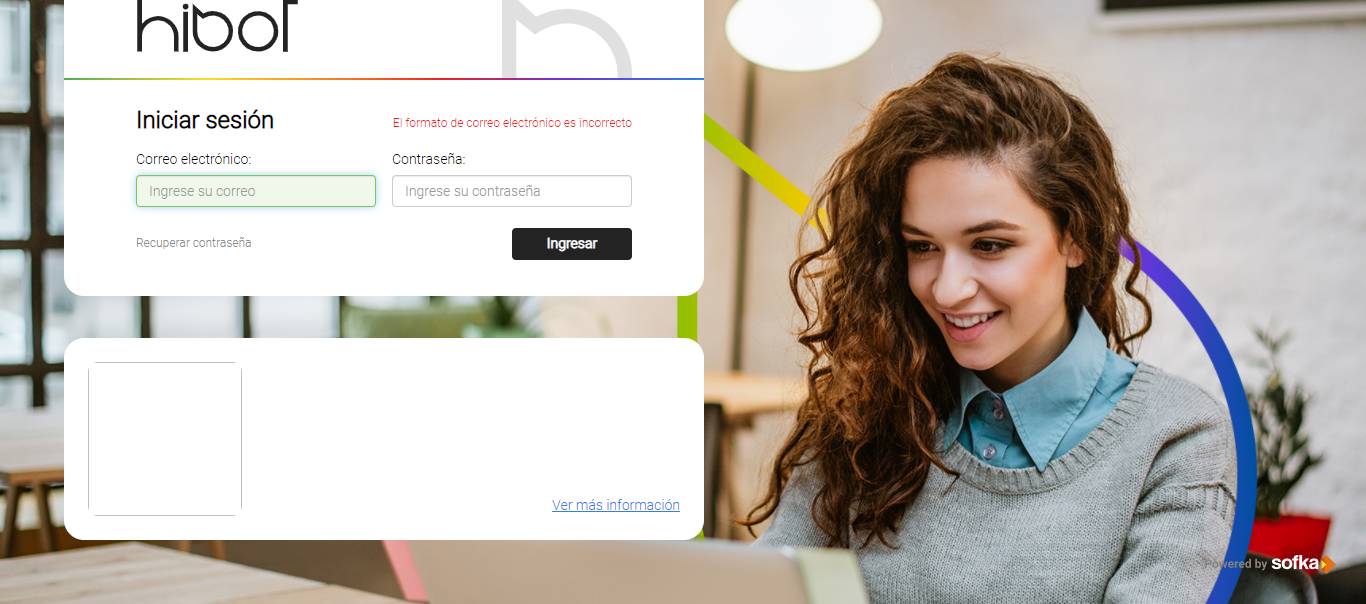 hibot
Iniciar sesión
El formato de correo electrónico es incorrecto
Correo electrónico:
Contraseña:
Ingrese su correo
Ingrese su contraseña
Recuperar contraseña
Ingresar
Ver más información
Powered by sofka